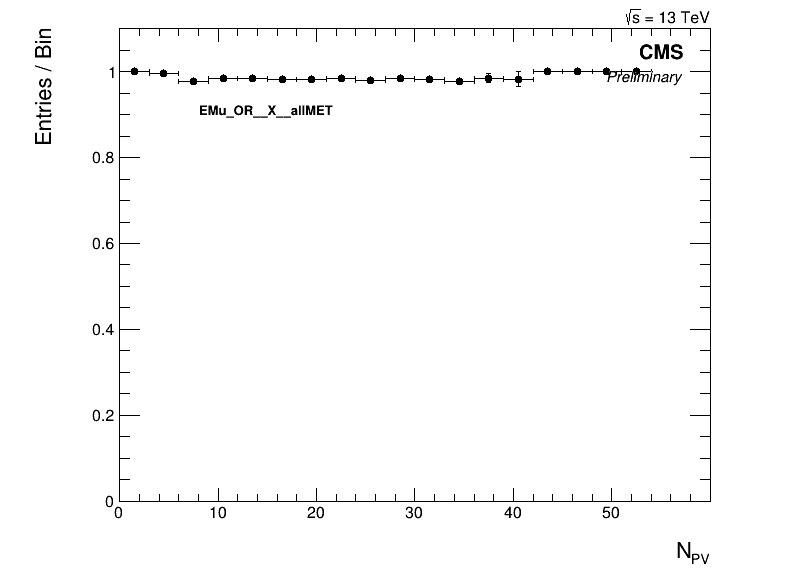 √s = 13 TeV
Entries / Bin
CMS
Preliminary
EMu_OR__X__allMET
1
0.8
0.6
0.4
0.2
0
0 10 20 30 40 50
N_PV